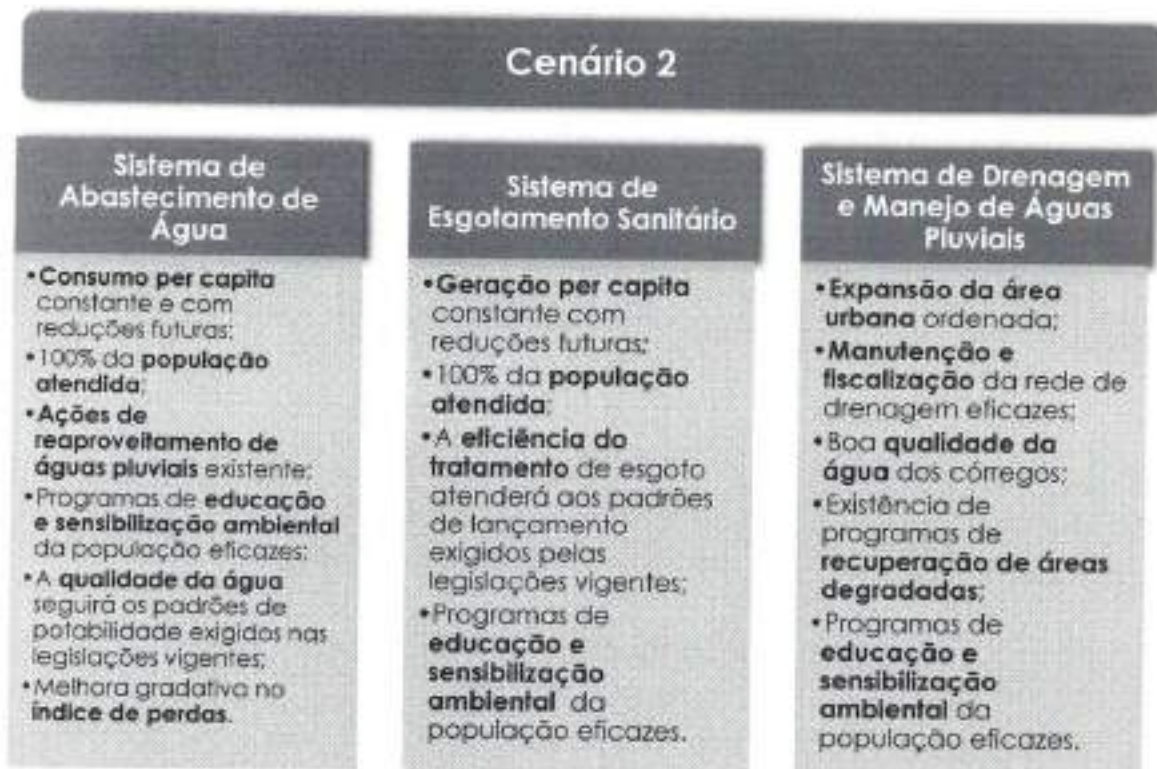 Cenário 2
Sistema de
Abastecimento de
Água
•Consumo per capita
constante e com
reduções futuras;
•100% da população
atendida;
•Ações de
reaproveitamento de
águas pluviais existente;
•Programas de educação
e sensibilização ambiental
da população eficazes;
•A qualidade da água
seguirá os padrões de
potabilidade exigidos nas
legislações vigentes;
•Melhora gradativa no
índice de perdas.
Sistema de
Esgotamento Sanitário
•Geração per capita
constante com
reduções futuras;
•100% da população
atendida;
•A eficiência do
tratamento de esgoto
atenderá aos padrões
de lançamento
exigidos pelas
legislações vigentes;
•Programas de
educação e
sensibilização
ambiental da
população eficazes.
Sistema de Drenagem
e Manejo de Águas
Pluviais
•Expansão da área
urbana ordenada;
•Manutenção e
fiscalização da rede de
drenagem eficazes;
•Boa qualidade da
água dos córregos;
•Existência de
programas de
recuperação de áreas
degradadas;
•Programas de
educação e
sensibilização
ambiental da
população eficazes.